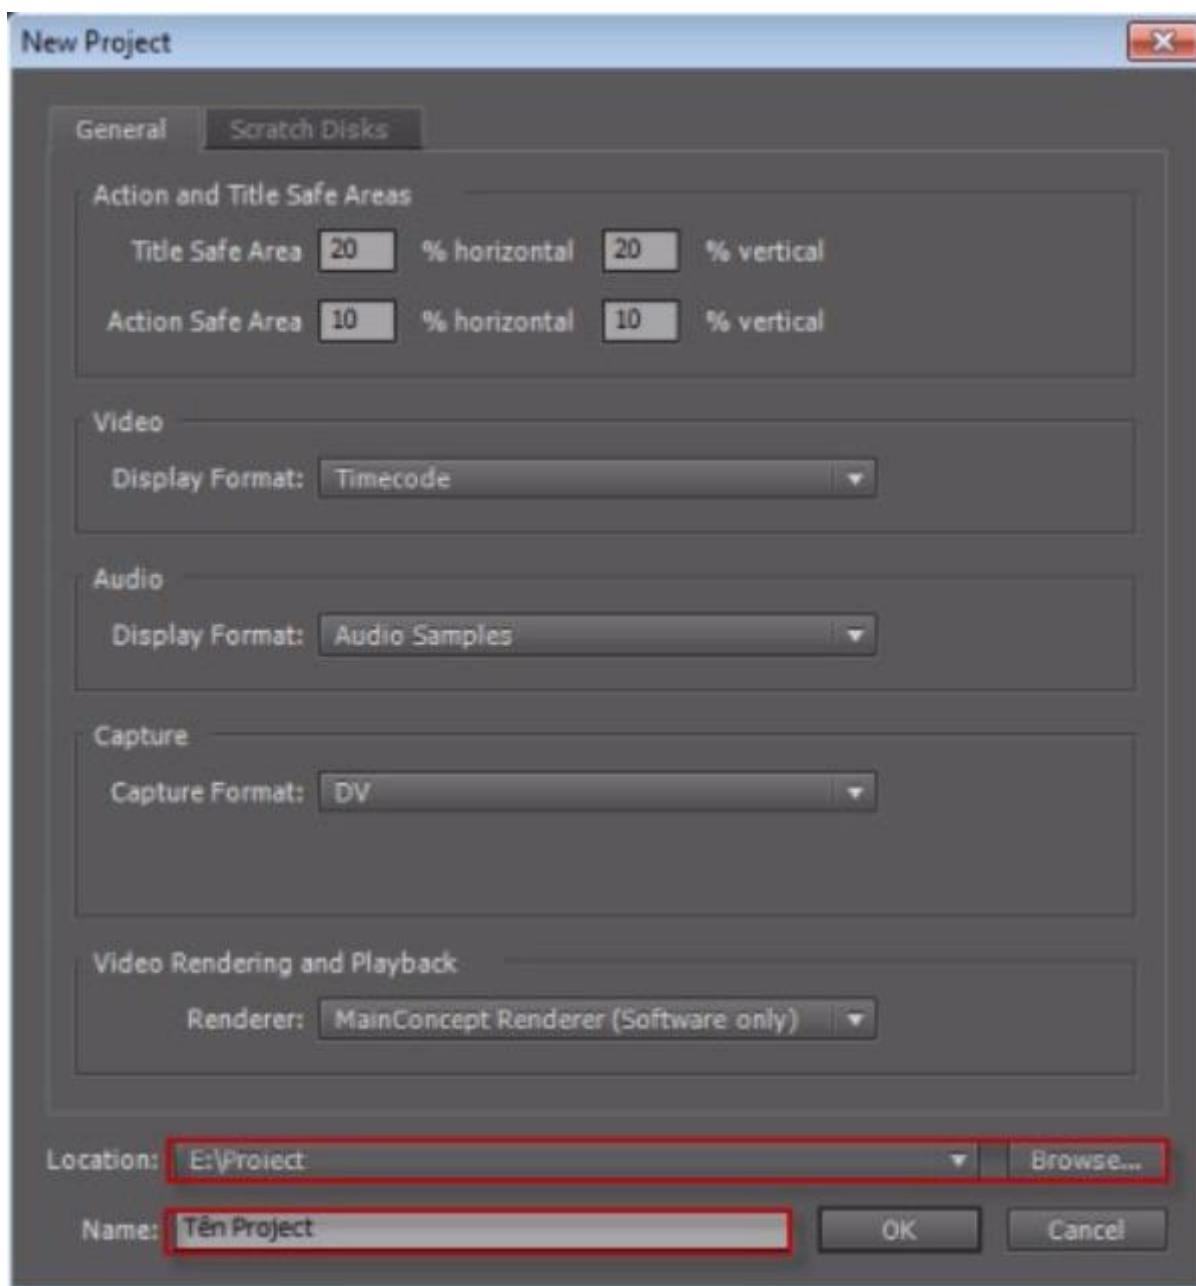 New Project
General Scratch Disks
Action and Title Safe Areas
Title Safe Area 20 % horizontal 20 % vertical
Action Safe Area 10 % horizontal 10 % vertical
Video
Display Format: Timecode
Audio
Display Format: Audio Samples
Capture
Capture Format: DV
Video Rendering and Playback
Renderer: MainConcept Renderer (Software only)
Location: E:\Project Browse...
Name: Tên Project OK Cancel